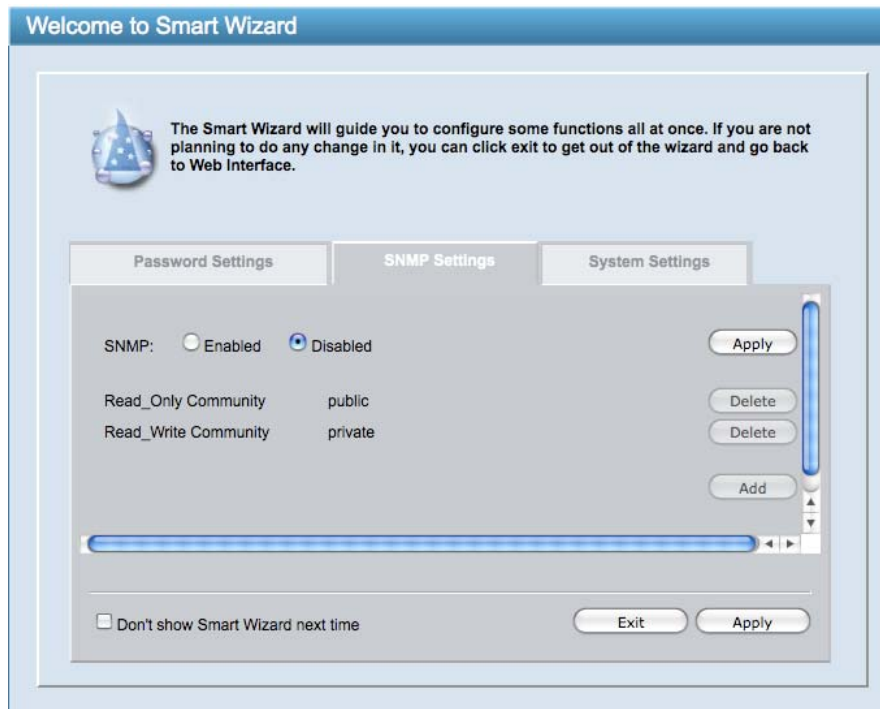 Welcome to Smart Wizard
The Smart Wizard will guide you to configure some functions all at once. If you are not
planning to do any change in it, you can click exit to get out of the wizard and go back
to Web Interface.
Password Settings
SNMP Settings
System Settings
SNMP: Enabled Disabled
Apply
Read_Only Community public
Delete
Read_Write Community private
Delete
Add
Don't show Smart Wizard next time
Exit
Apply